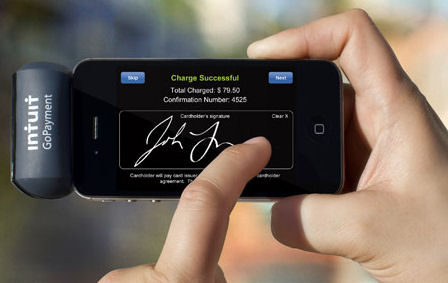 INTUIT
GoPayment
Skip
Charge Successful
Next
Total Charged: $ 79.50
Confirmation Number: 4525
Cardholder's signature
Clear X
John
Cardholder will pay card issuer cardholder
agreement.